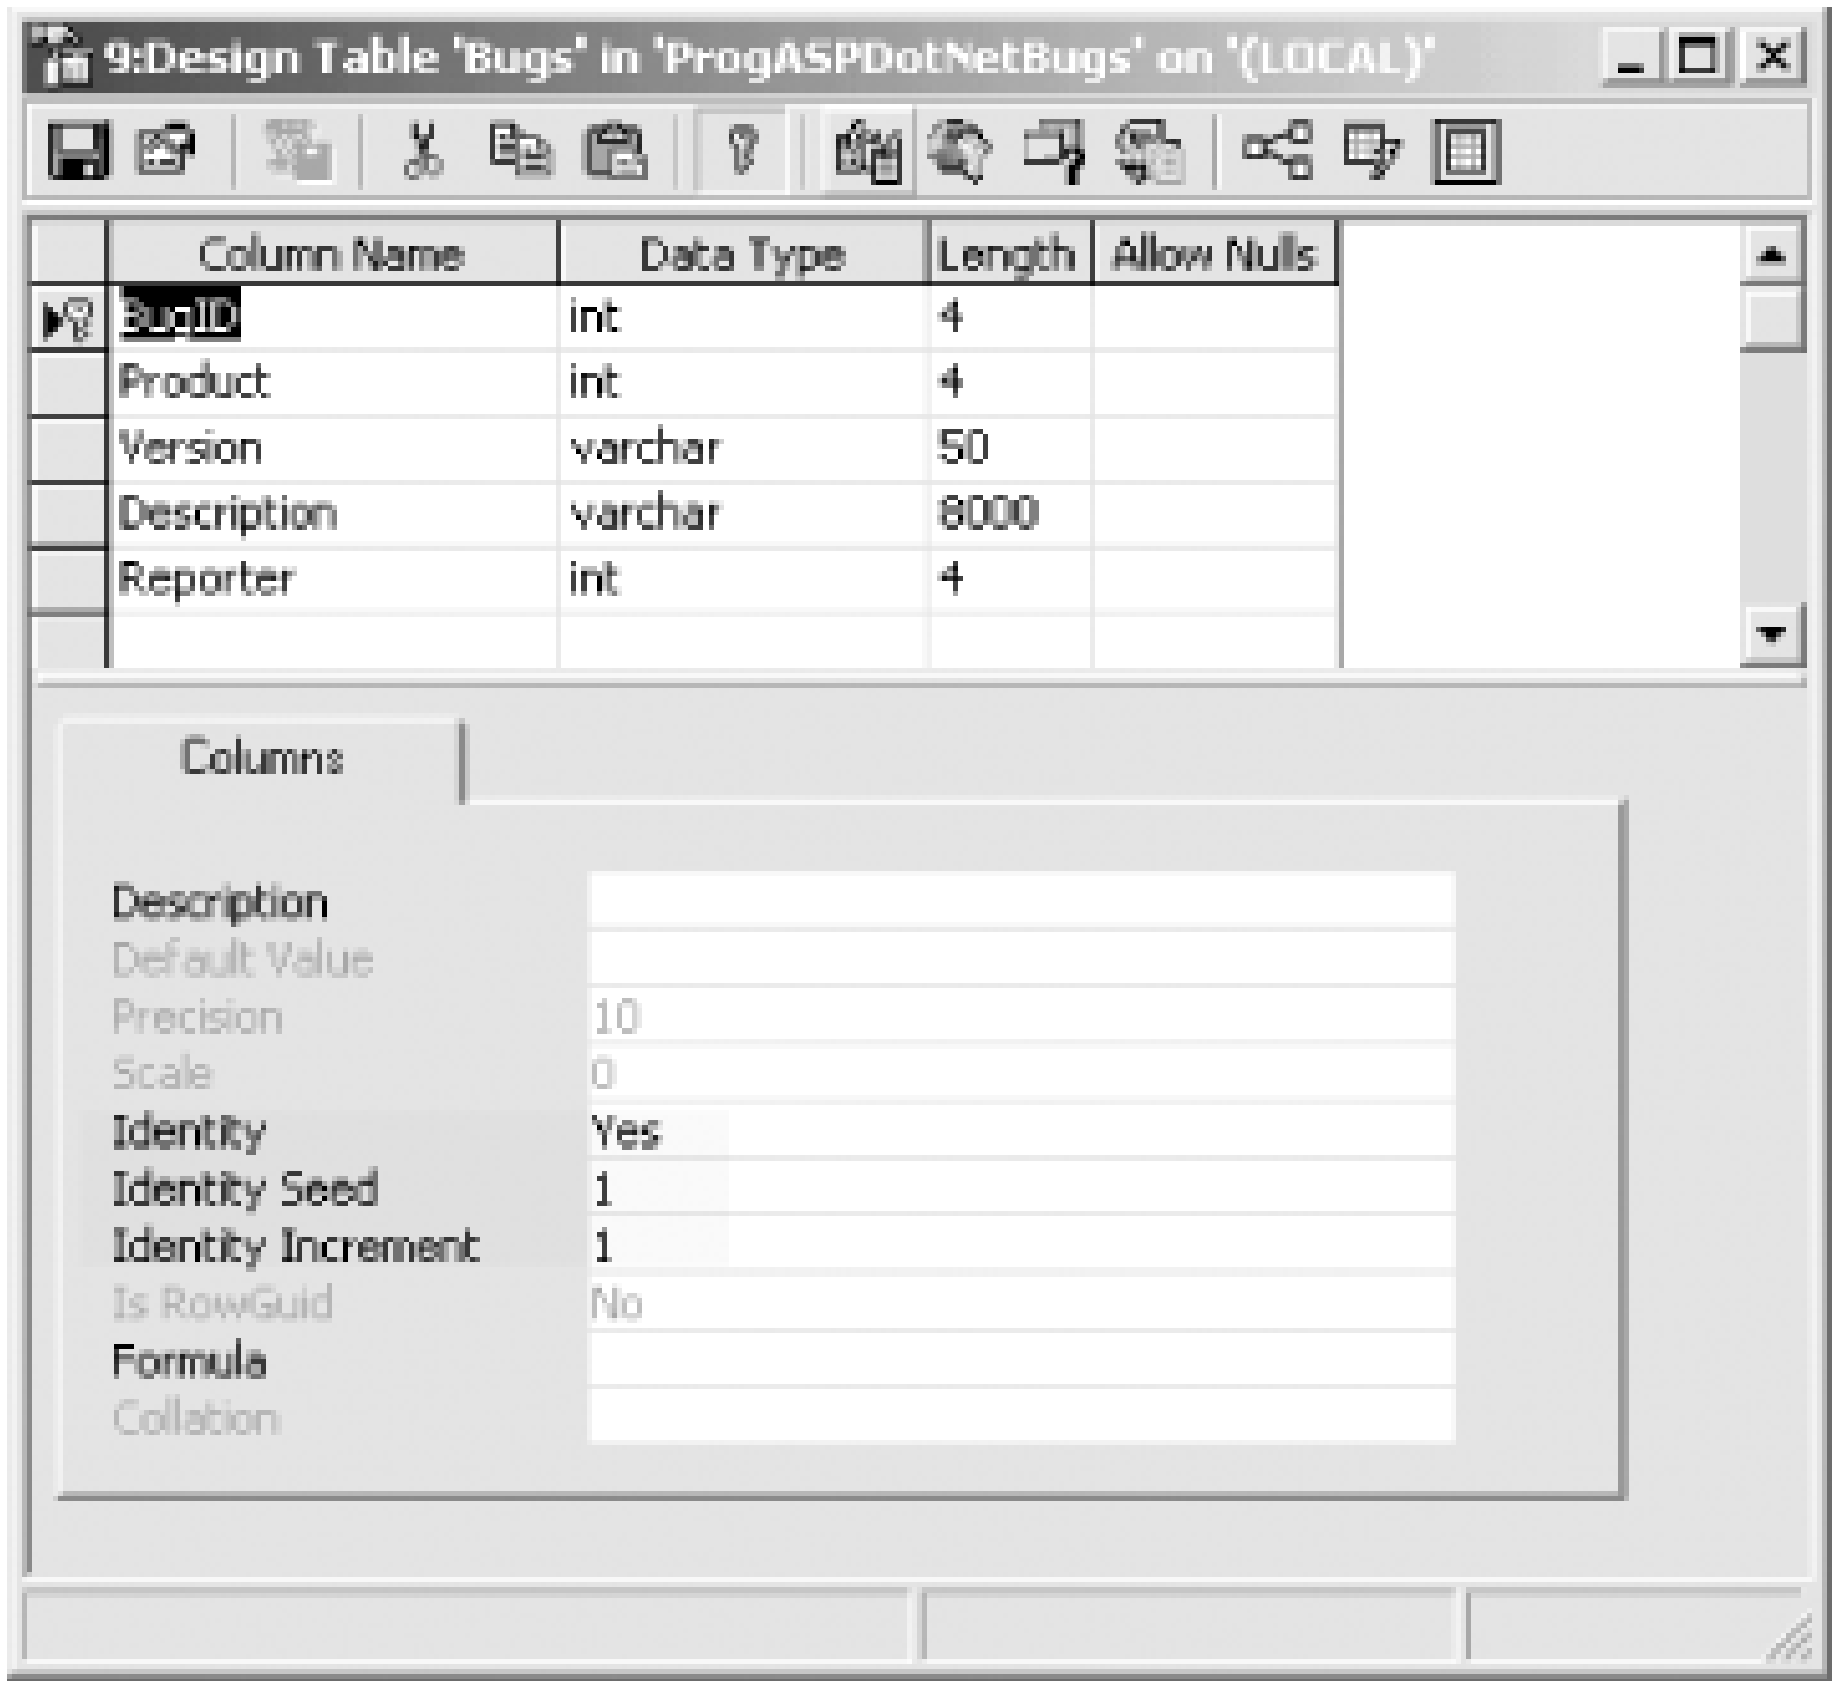 9:Design Table 'Bugs' in 'ProgASPDotNetBugs' on '(LOCAL)'
Column Name Data Type Length Allow Nulls
BugID int 4
Product int 4
Version varchar 50
Description varchar 8000
Reporter int 4
Columns
Description
Default Value
Precision 10
Scale 0
Identity Yes
Identity Seed 1
Identity Increment 1
Is RowGuid No
Formula
Collation